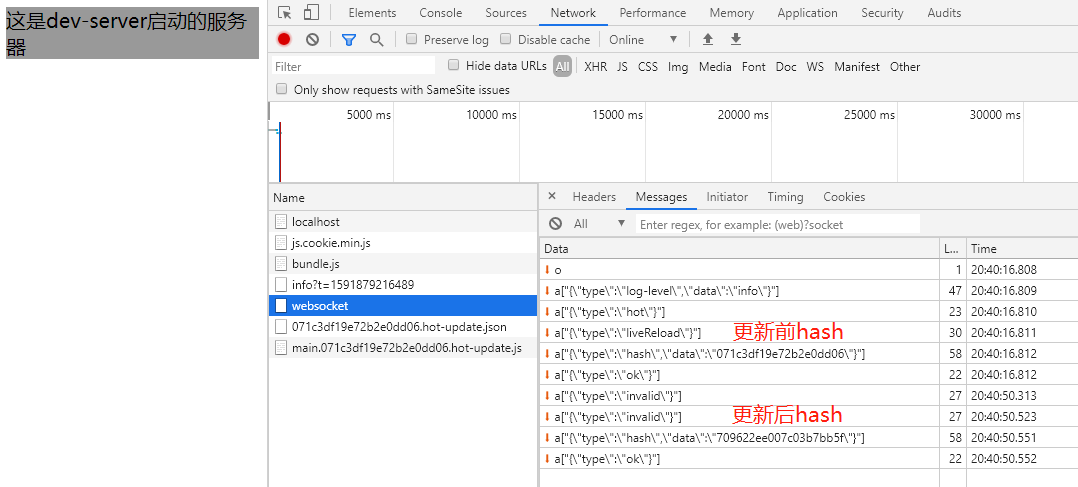 这是dev-server启动的服务
器
Elements Console Sources Network Performance Memory Application Security Audits
Preserve log Disable cache Online
Filter Hide data URLs All XHR JS CSS Img Media Font Doc WS Manifest Other
Only show requests with SameSite issues
5000 ms 10000 ms 15000 ms 20000 ms 25000 ms 30000 ms
Name
localhost
js.cookie.min.js
bundle.js
info?t=1591879216489
websocket
071c3df19e72b2e0dd06.hot-update.json
main.071c3df19e72b2e0dd06.hot-update.js
× Headers Messages Initiator Timing Cookies
All Enter regex, for example: (web)?socket
Data L... Time
o 1 20:40:16.808
a["{\"type\":\"log-level\",\"data\":\"info\"}"] 47 20:40:16.809
a["{\"type\":\"hot\"}"] 23 20:40:16.810
a["{\"type\":\"liveReload\"}"] 更新前hash 30 20:40:16.811
a["{\"type\":\"hash\",\"data\":\"071c3df19e72b2e0dd06\"}"] 58 20:40:16.812
a["{\"type\":\"ok\"}"] 22 20:40:16.812
a["{\"type\":\"invalid\"}"] 27 20:40:50.313
a["{\"type\":\"invalid\"}"] 更新后hash 27 20:40:50.523
a["{\"type\":\"hash\",\"data\":\"709622ee007c03b7bb5f\"}"] 58 20:40:50.551
a["{\"type\":\"ok\"}"] 22 20:40:50.552